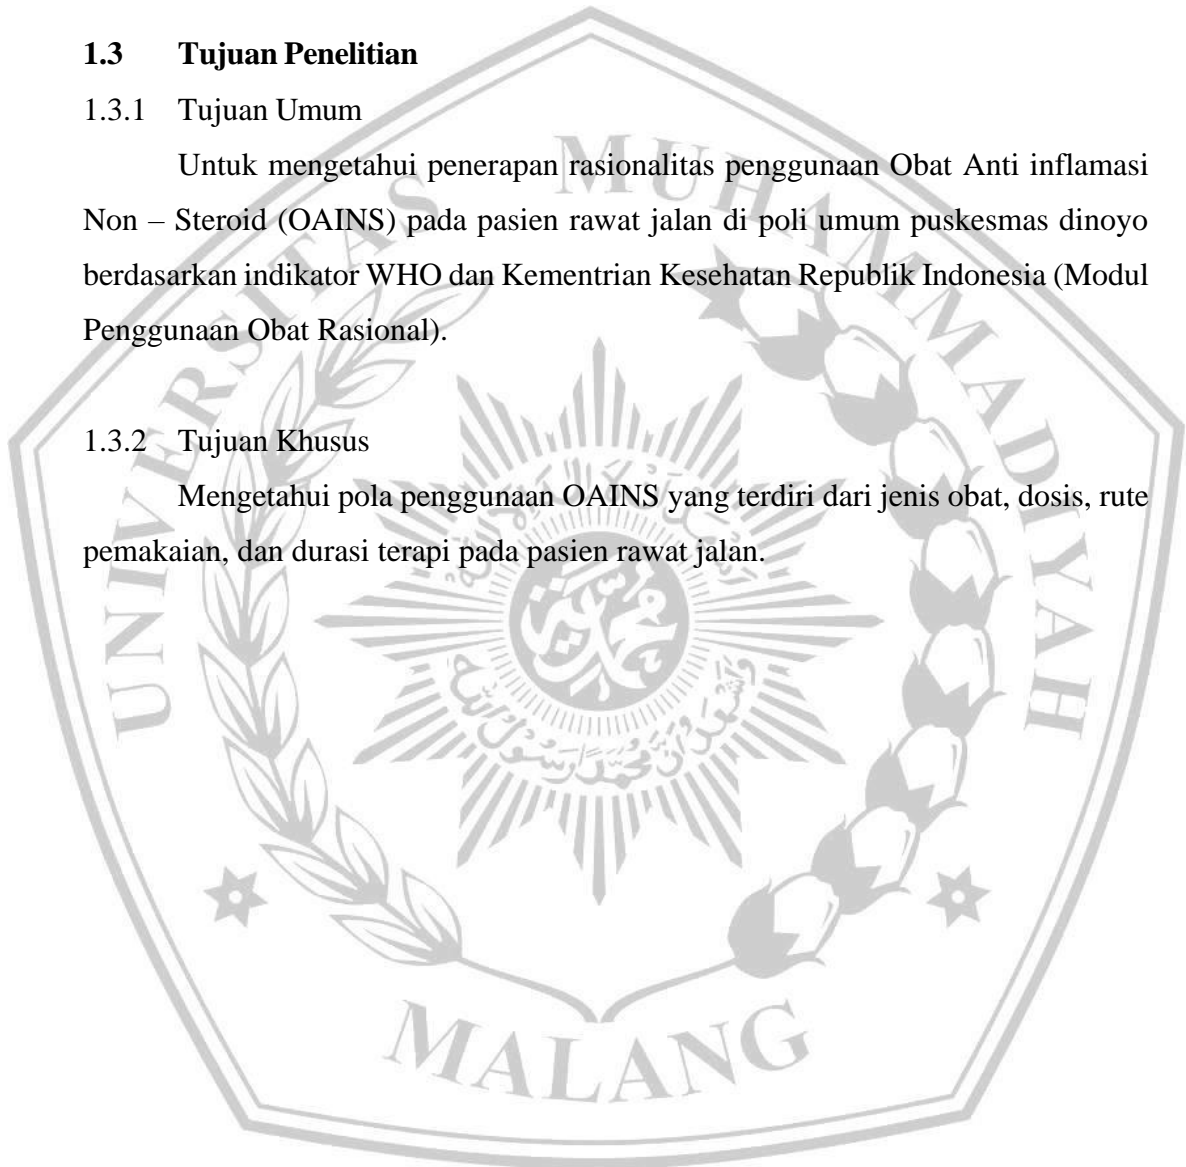 1.3 Tujuan Penelitian
1.3.1 Tujuan Umum
Untuk mengetahui penerapan rasionalitas penggunaan Obat Anti inflamasi
Non – Steroid (OAINS) pada pasien rawat jalan di poli umum puskesmas dinoyo
berdasarkan indikator WHO dan Kementrian Kesehatan Republik Indonesia (Modul
Penggunaan Obat Rasional).
1.3.2 Tujuan Khusus
Mengetahui pola penggunaan OAINS yang terdiri dari jenis obat, dosis, rute
pemakaian, dan durasi terapi pada pasien rawat jalan.
UNIVERSITAS MUHAMMADIYAH
MALANG